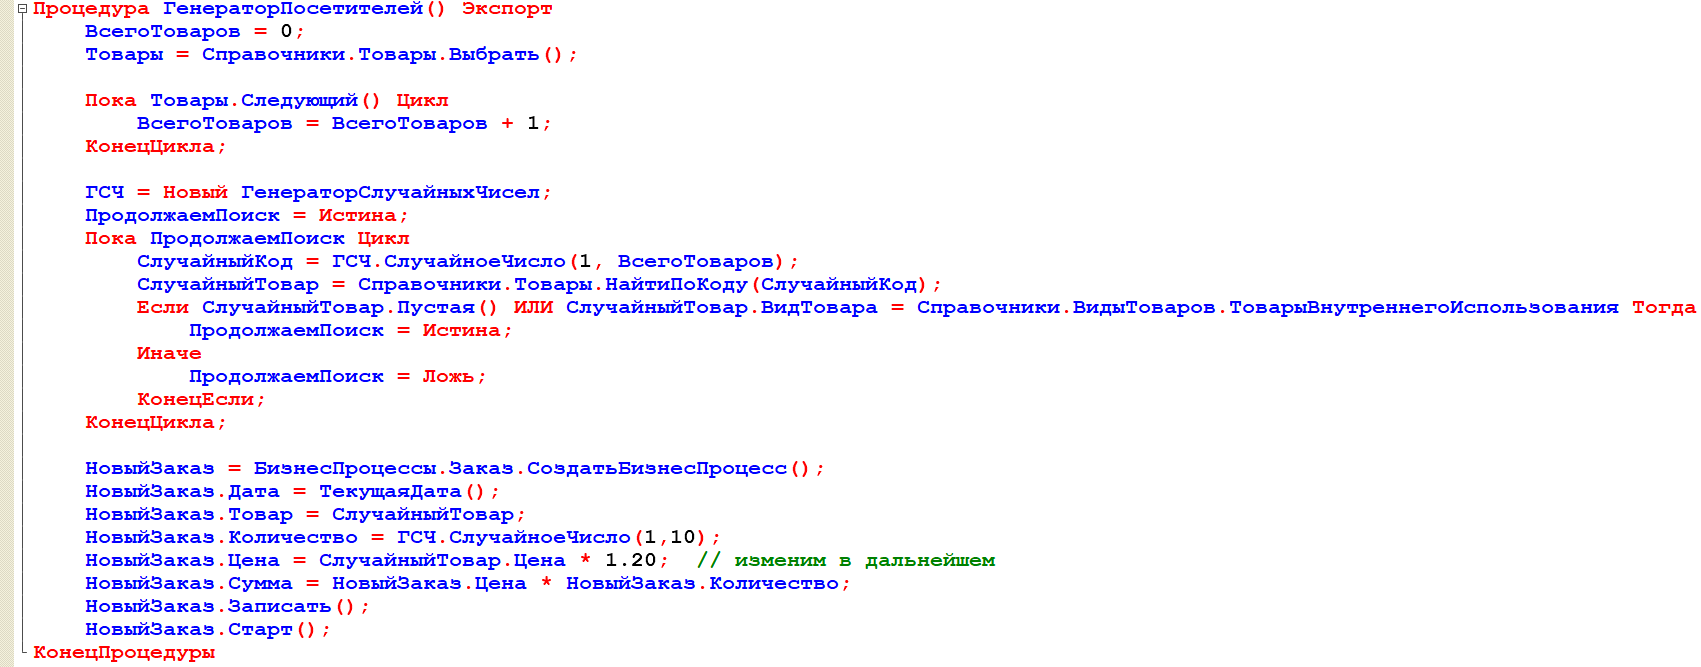 Процедура ГенераторПосетителей() Экспорт
    ВсегоТоваров = 0;
    Товары = Справочники.Товары.Выбрать();

    Пока Товары.Следующий() Цикл
        ВсегоТоваров = ВсегоТоваров + 1;
    КонецЦикла;

    ГСЧ = Новый ГенераторСлучайныхЧисел;
    ПродолжаемПоиск = Истина;
    Пока ПродолжаемПоиск Цикл
        СлучайныйКод = ГСЧ.СлучайноеЧисло(1, ВсегоТоваров);
        СлучайныйТовар = Справочники.Товары.НайтиПоКоду(СлучайныйКод);
        Если СлучайныйТовар.Пустая() ИЛИ СлучайныйТовар.ВидТовара = Справочники.ВидыТоваров.ТоварыВнутреннегоИспользования Тогда
            ПродолжаемПоиск = Истина;
        Иначе
            ПродолжаемПоиск = Ложь;
        КонецЕсли;
    КонецЦикла;

    НовыйЗаказ = БизнесПроцессы.Заказ.СоздатьБизнесПроцесс();
    НовыйЗаказ.Дата = ТекущаяДата();
    НовыйЗаказ.Товар = СлучайныйТовар;
    НовыйЗаказ.Количество = ГСЧ.СлучайноеЧисло(1,10);
    НовыйЗаказ.Цена = СлучайныйТовар.Цена * 1.20;  // изменим в дальнейшем
    НовыйЗаказ.Сумма = НовыйЗаказ.Цена * НовыйЗаказ.Количество;
    НовыйЗаказ.Записать();
    НовыйЗаказ.Старт();
КонецПроцедуры